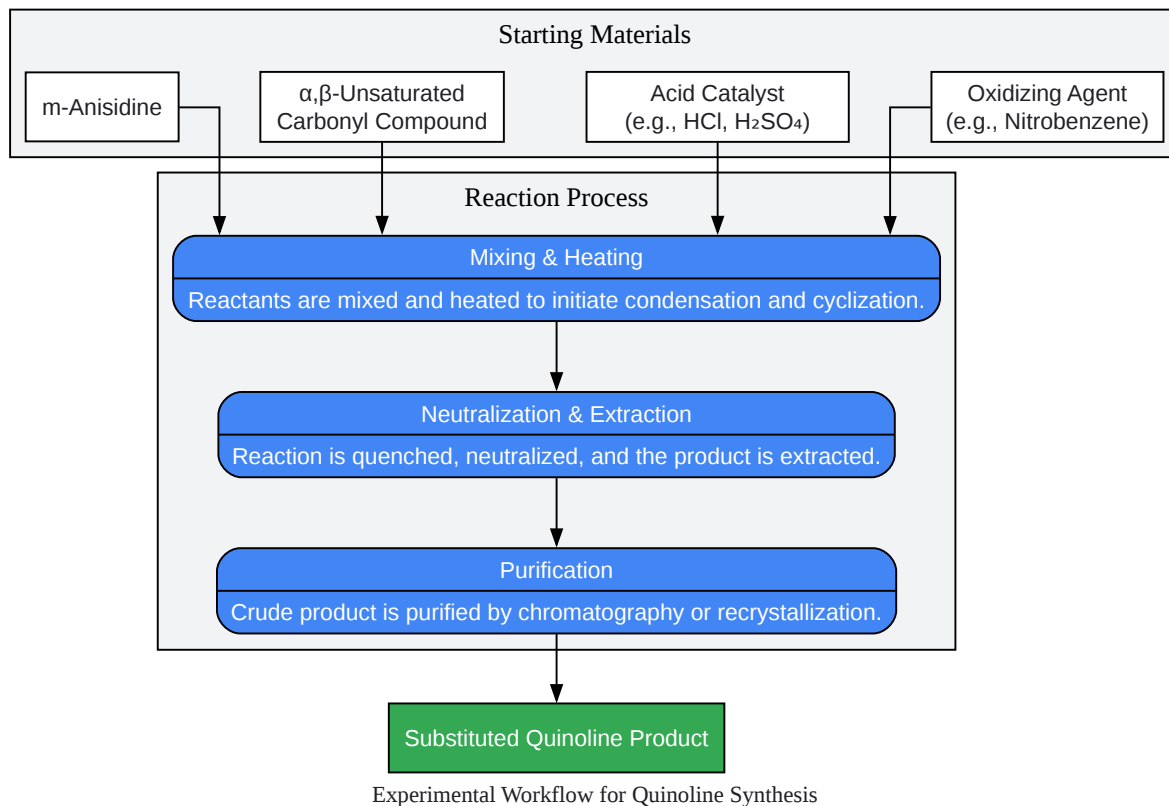 Starting Materials
m-Anisidine
α,β-Unsaturated
Carbonyl Compound
Acid Catalyst
(e.g., HCl, H₂SO₄)
Oxidizing Agent
(e.g., Nitrobenzene)
Reaction Process
Mixing & Heating
Reactants are mixed and heated to initiate condensation and cyclization.
Neutralization & Extraction
Reaction is quenched, neutralized, and the product is extracted.
Purification
Crude product is purified by chromatography or recrystallization.
Substituted Quinoline Product
Experimental Workflow for Quinoline Synthesis